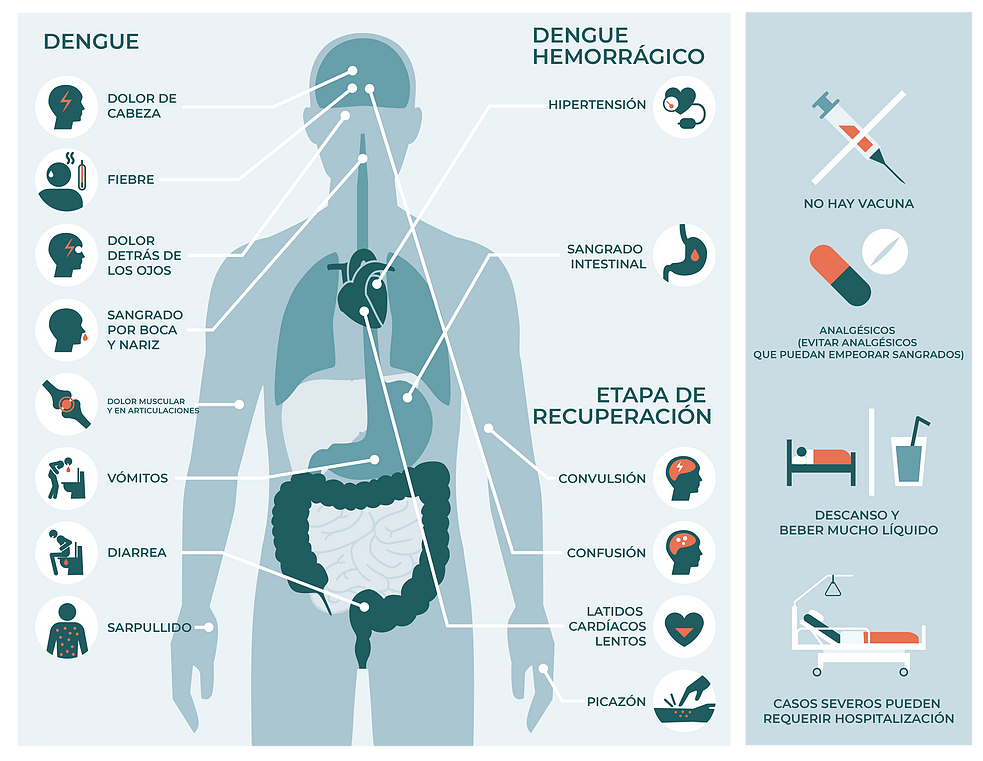 DENGUE
DOLOR DE
CABEZA
FIEBRE
DOLOR
DETRÁS DE
LOS OJOS
SANGRADO
POR BOCA
Y NARIZ
DOLOR MUSCULAR
Y EN ARTICULACIONES
VÓMITOS
DIARREA
SARPULLIDO
DENGUE
HEMORRÁGICO
HIPERTENSIÓN
SANGRADO
INTESTINAL
ETAPA DE
RECUPERACIÓN
CONVULSIÓN
CONFUSIÓN
LATIDOS
CARDÍACOS
LENTOS
PICAZÓN
NO HAY VACUNA
ANALGÉSICOS
(EVITAR ANALGÉSICOS
QUE PUEDAN EMPEORAR SANGRADOS)
DESCANSO Y
BEBER MUCHO LÍQUIDO
CASOS SEVEROS PUEDEN
REQUERIR HOSPITALIZACIÓN